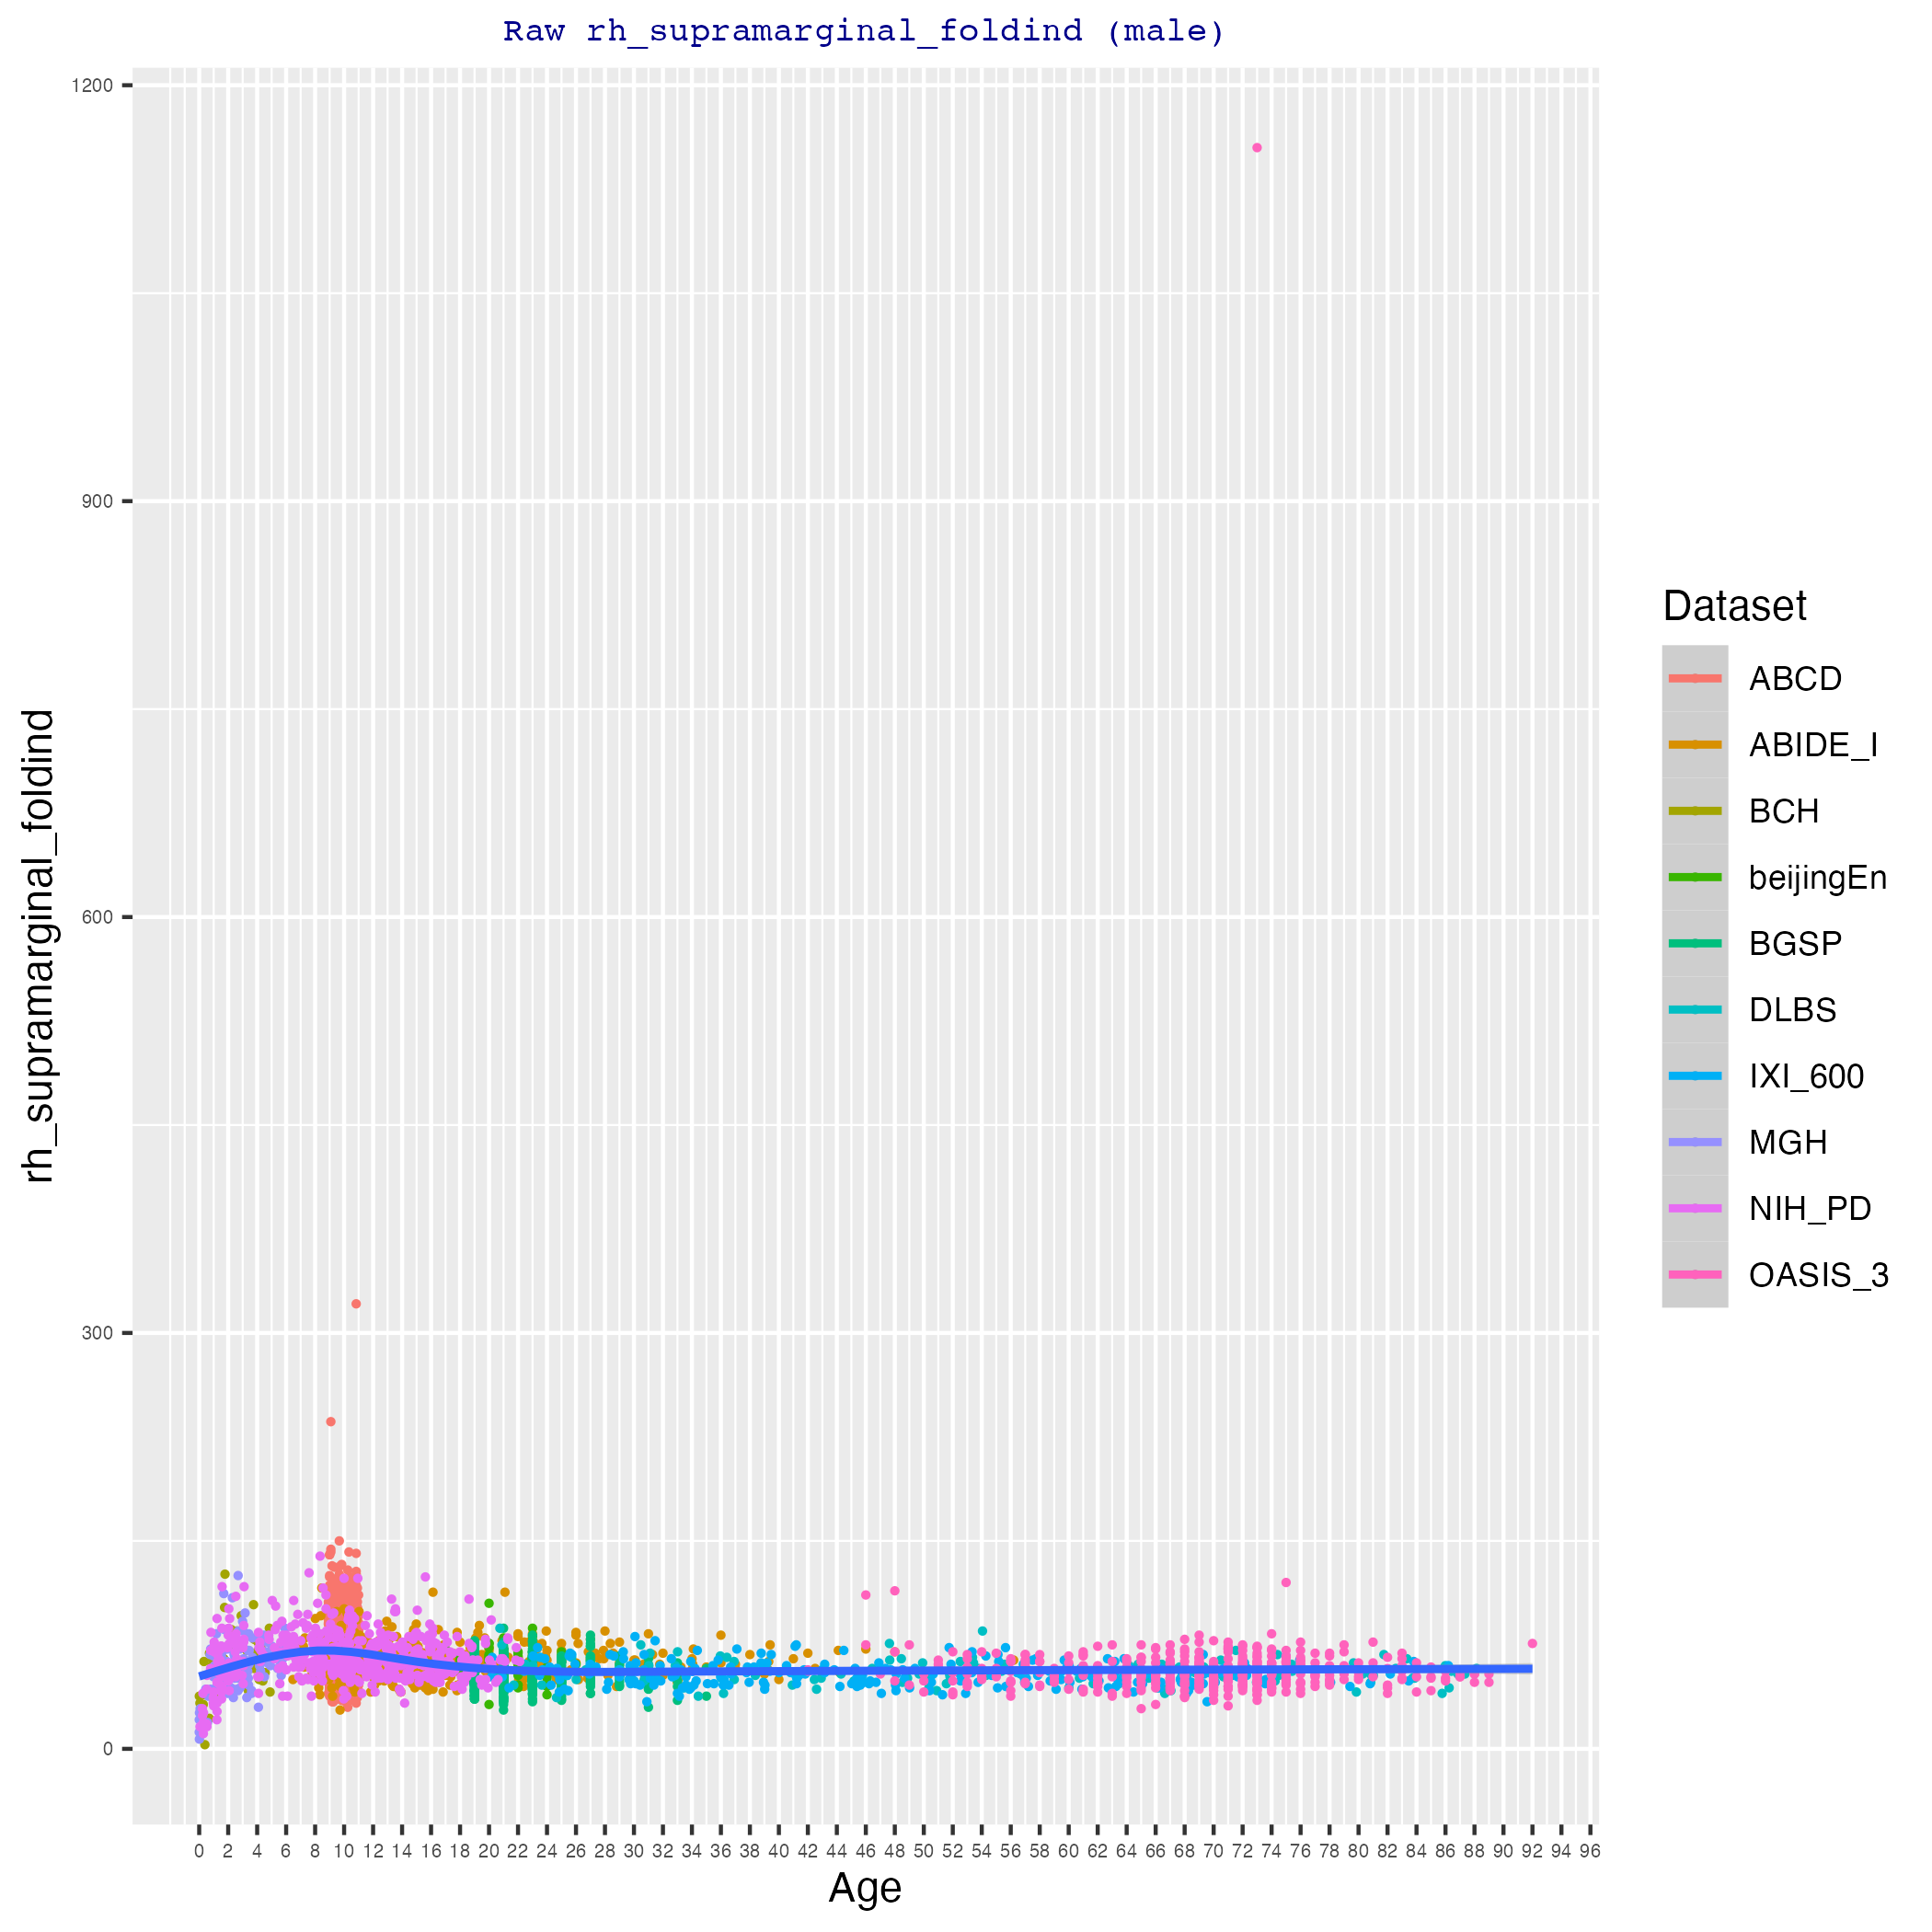 Raw rh_supramarginal_foldind (male)
1200
900
600
300
0
rh_supramarginal_foldind
0 2 4 6 8 10 12 14 16 18 20 22 24 26 28 30 32 34 36 38 40 42 44 46 48 50 52 54 56 58 60 62 64 66 68 70 72 74 76 78 80 82 84 86 88 90 92 94 96
Age
Dataset
ABCD
ABIDE_I
BCH
beijingEn
BGSP
DLBS
IXI_600
MGH
NIH_PD
OASIS_3